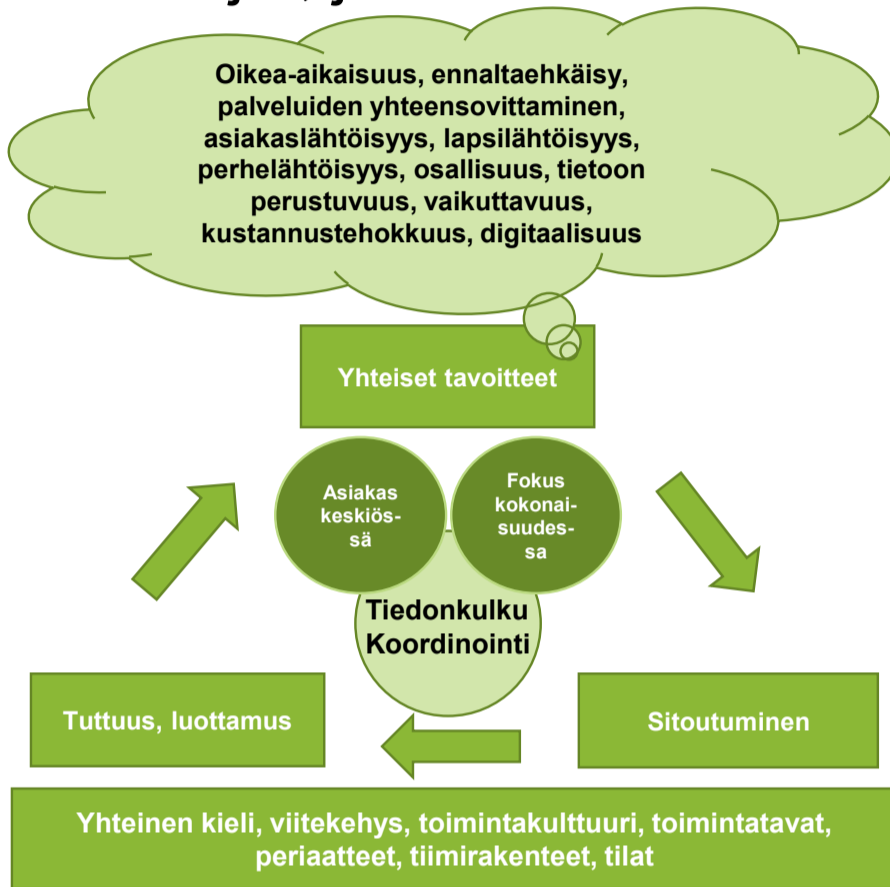 Oikea-aikaisuus, ennaltaehkäisy,
palveluiden yhteensovittaminen,
asiakaslähtöisyys, lapsilähtöisyys,
perhelähtöisyys, osallisuus, tietoon
perustuvuus, vaikuttavuus,
kustannustehokkuus, digitaalisuus
Yhteiset tavoitteet
Asiakas
keskiös-
sä
Fokus
kokonai-
suudes-
sa
Tiedonkulku
Koordinointi
Tuttuus, luottamus
Sitoutuminen
Yhteinen kieli, viitekehys, toimintakulttuuri, toimintatavat,
periaatteet, tiimirakenteet, tilat